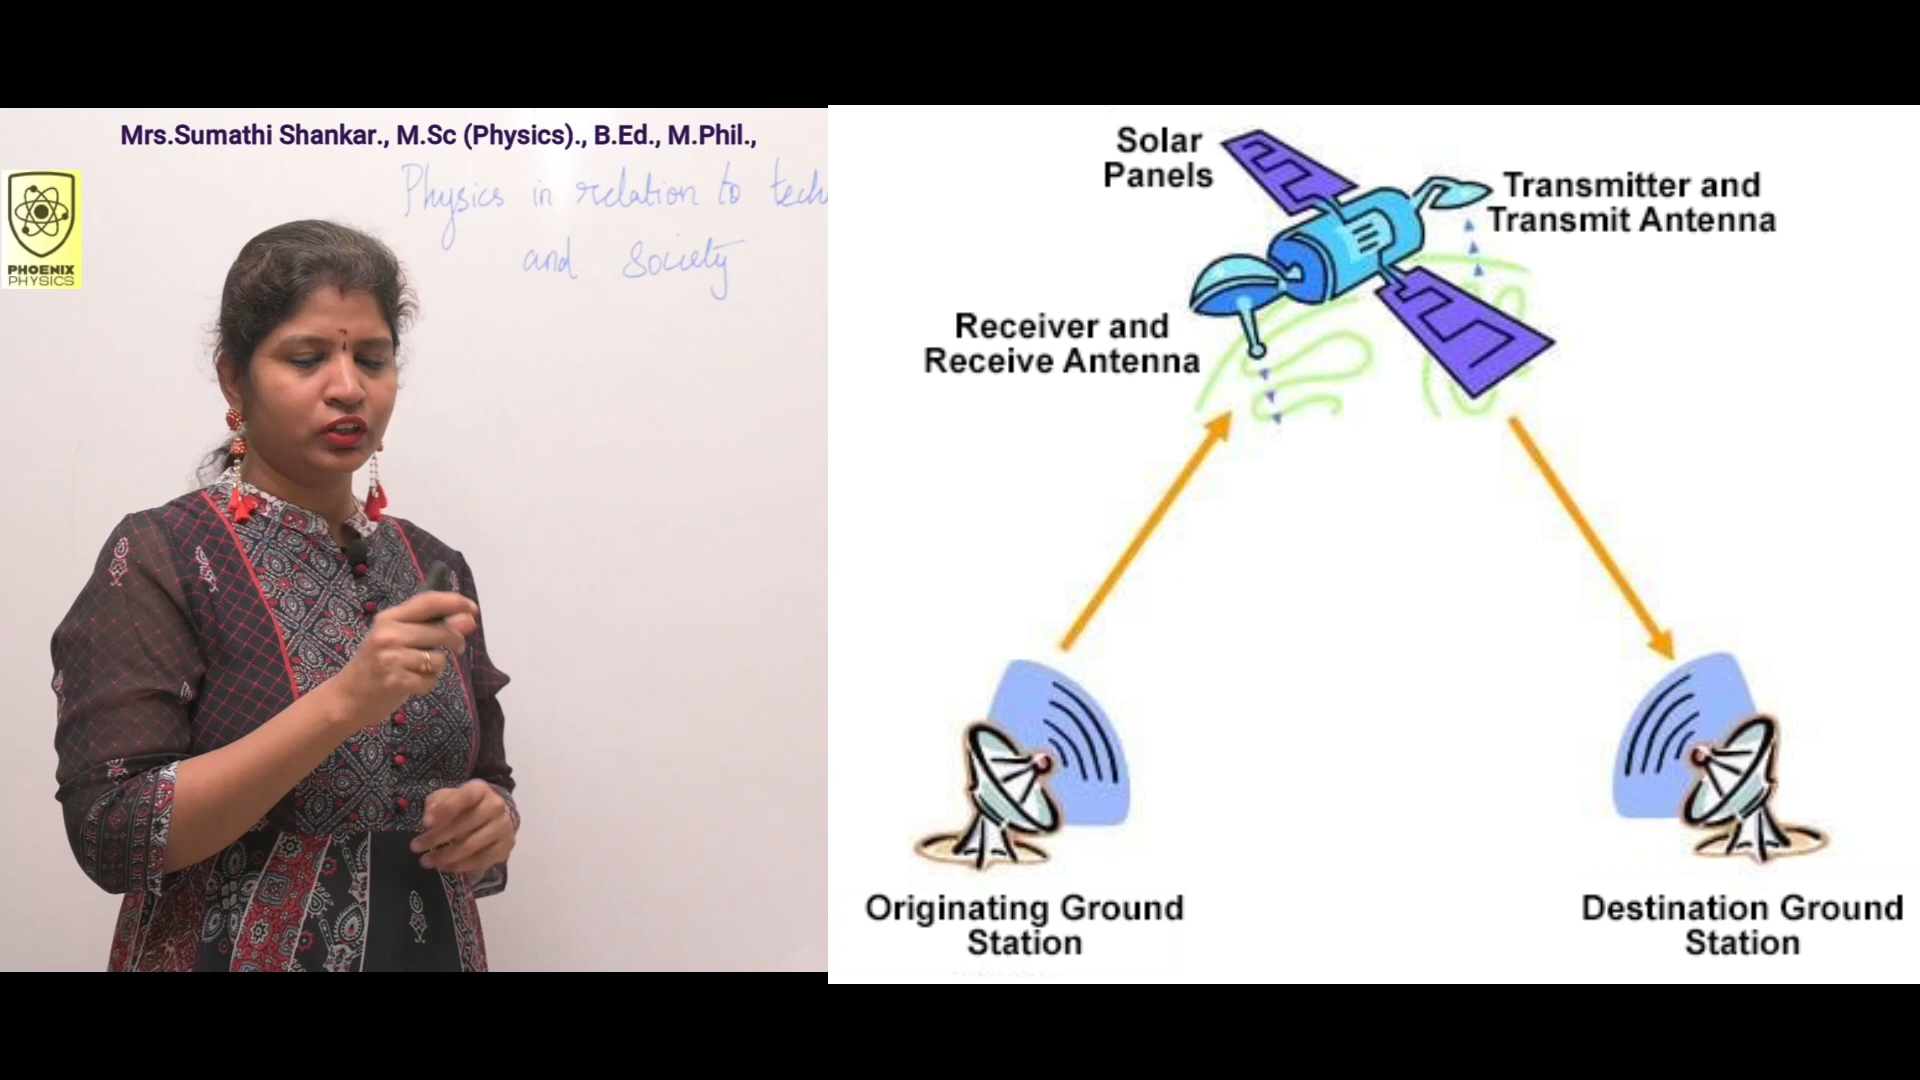 Mrs.Sumathi Shankar., M.Sc (Physics)., B.Ed., M.Phil.,
PHOENIX
PHYSICS
Physics in relation to tech
and society
Solar
Panels
Transmitter and
Transmit Antenna
Receiver and
Receive Antenna
Originating Ground
Station
Destination Ground
Station